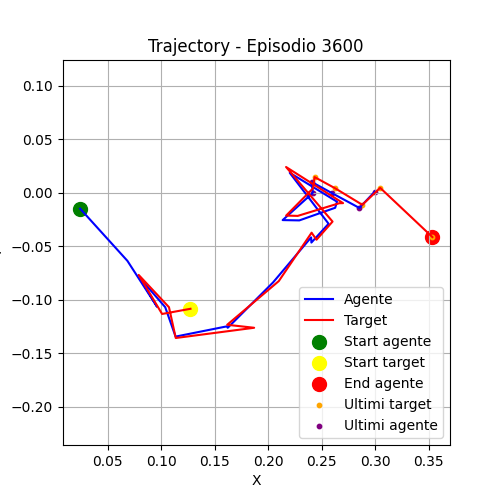 Trajectory - Episodio 3600
0.10
0.05
0.00
−0.05
−0.10
−0.15
−0.20
0.05 0.10 0.15 0.20 0.25 0.30 0.35
X
Agente
Target
Start agente
Start target
End agente
Ultimi target
Ultimi agente